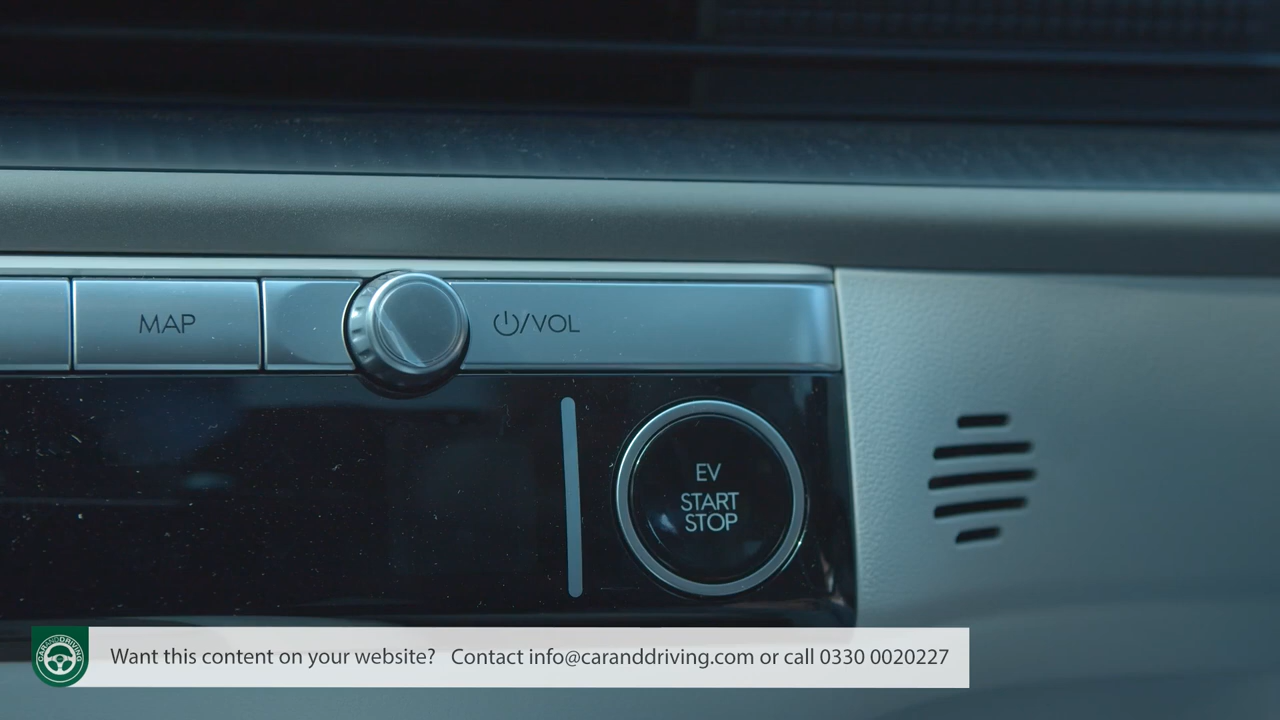 MAP
/VOL
EV
START
STOP
CARANDDRIVING
Want this content on your website? Contact info@caranddriving.com or call 0330 0020227